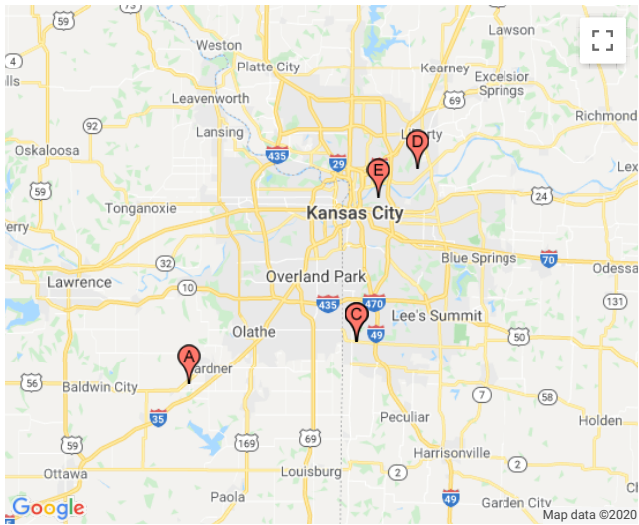 59
Weston
Lawson
4
Platte City
Kearney
Excelsior
Springs
Leavenworth
69
Richmond
92
Lansing
Liberty
D
Oskaloosa
435
29
E
59
24
Tonganoxie
Kansas City
32
Blue Springs
70
Odessa
Lawrence
10
Overland Park
435
470
131
C
Lee's Summit
Olathe
49
50
A
56
Baldwin City
7
58
35
Peculiar
Holden
59
169
69
Harrisonville
Ottawa
Louisburg
2
2
Paola
49
Garden City
Google
Map data ©2020